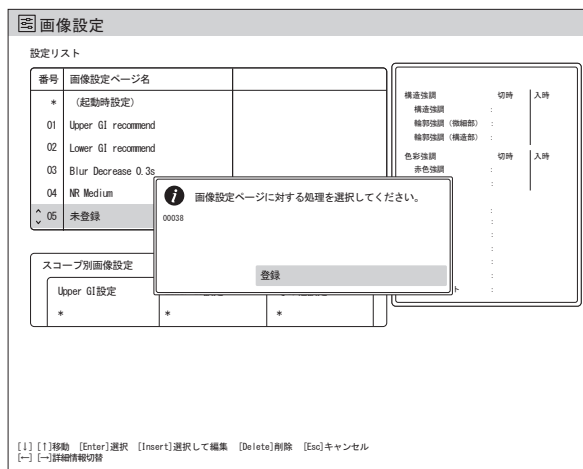 画像設定
設定リスト
番号 画像設定ページ名
* （起動時設定）
01 Upper GI recommend
02 Lower GI recommend
03 Blur Decrease 0.3s
04 NR Medium
05 未登録
構造強調 切時 入時
構造強調 :
輪郭強調（微細部） :
輪郭強調（構造部） :
色彩強調 切時 入時
赤色強調 :
:
:
:
:
:
:
:
ト :
画像設定ページに対する処理を選択してください。
00038
登録
スコープ別画像設定
Upper GI設定
* * *
[↓] [↑]移動 [Enter]選択 [Insert]選択して編集 [Delete]削除 [Esc]キャンセル
[←] [→]詳細情報切替